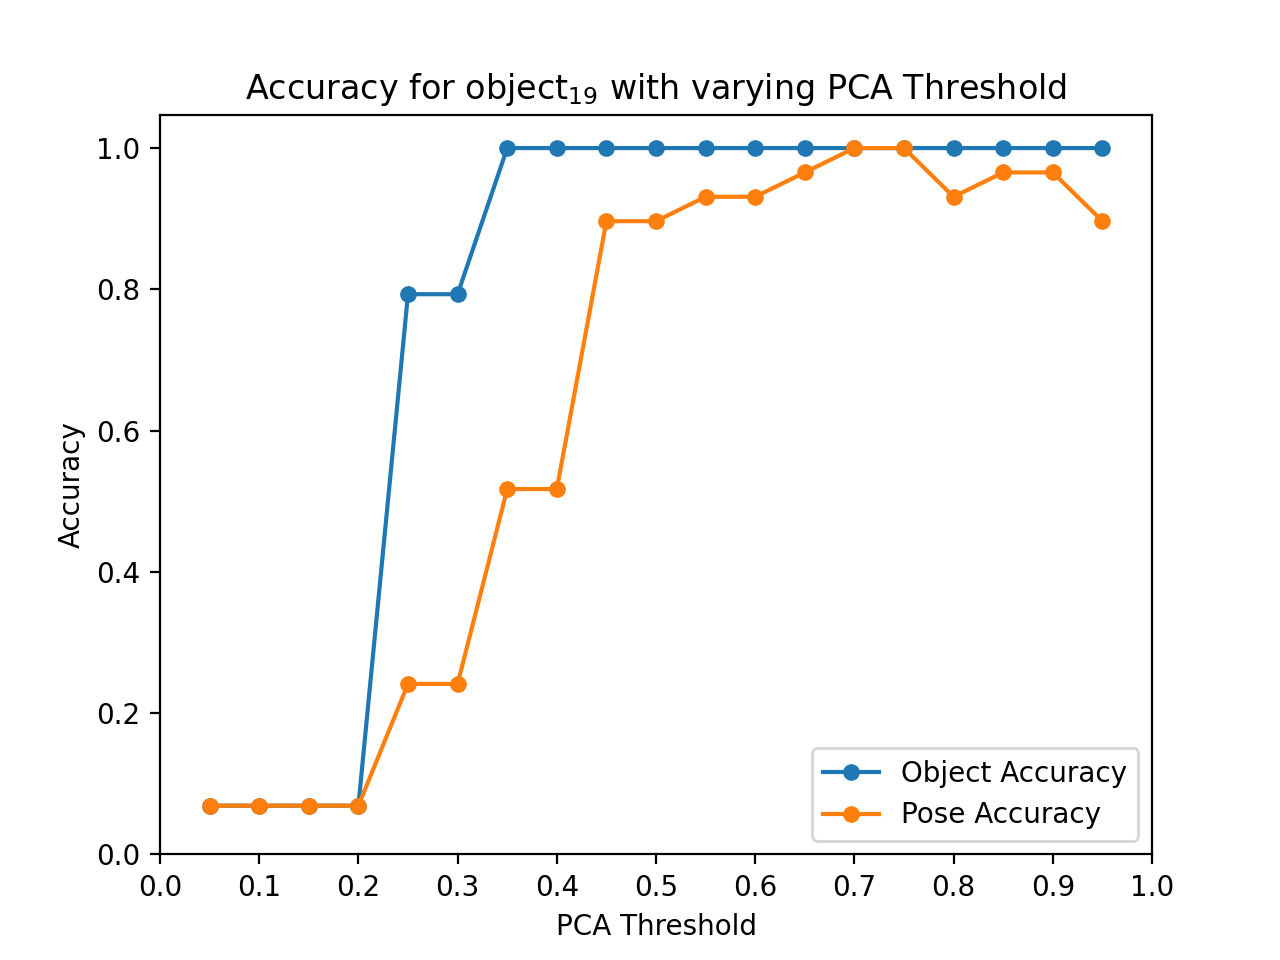 Accuracy for object₁₉ with varying PCA Threshold
1.0
0.8
0.6
0.4
0.2
0.0
Accuracy
0.0 0.1 0.2 0.3 0.4 0.5 0.6 0.7 0.8 0.9 1.0
PCA Threshold
Object Accuracy
Pose Accuracy